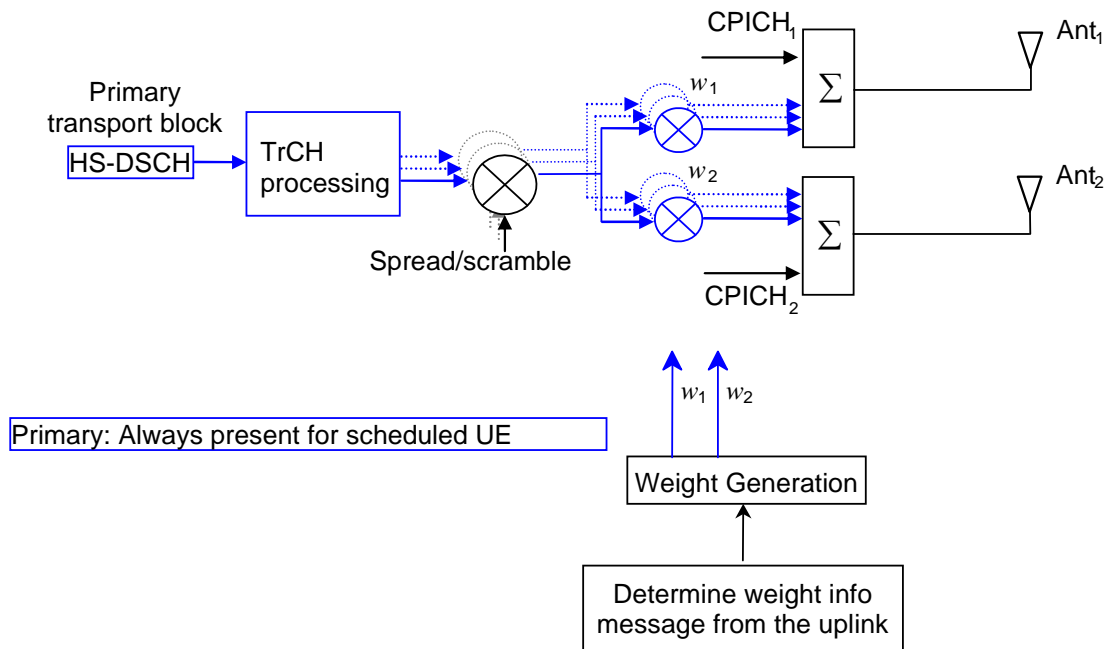 CPICH1
Ant1
Primary
transport block
HS-DSCH
TrCH
processing
w1
Σ
w2
Ant2
Σ
Spread/scramble
CPICH2
w1
w2
Primary: Always present for scheduled UE
Weight Generation
Determine weight info
message from the uplink